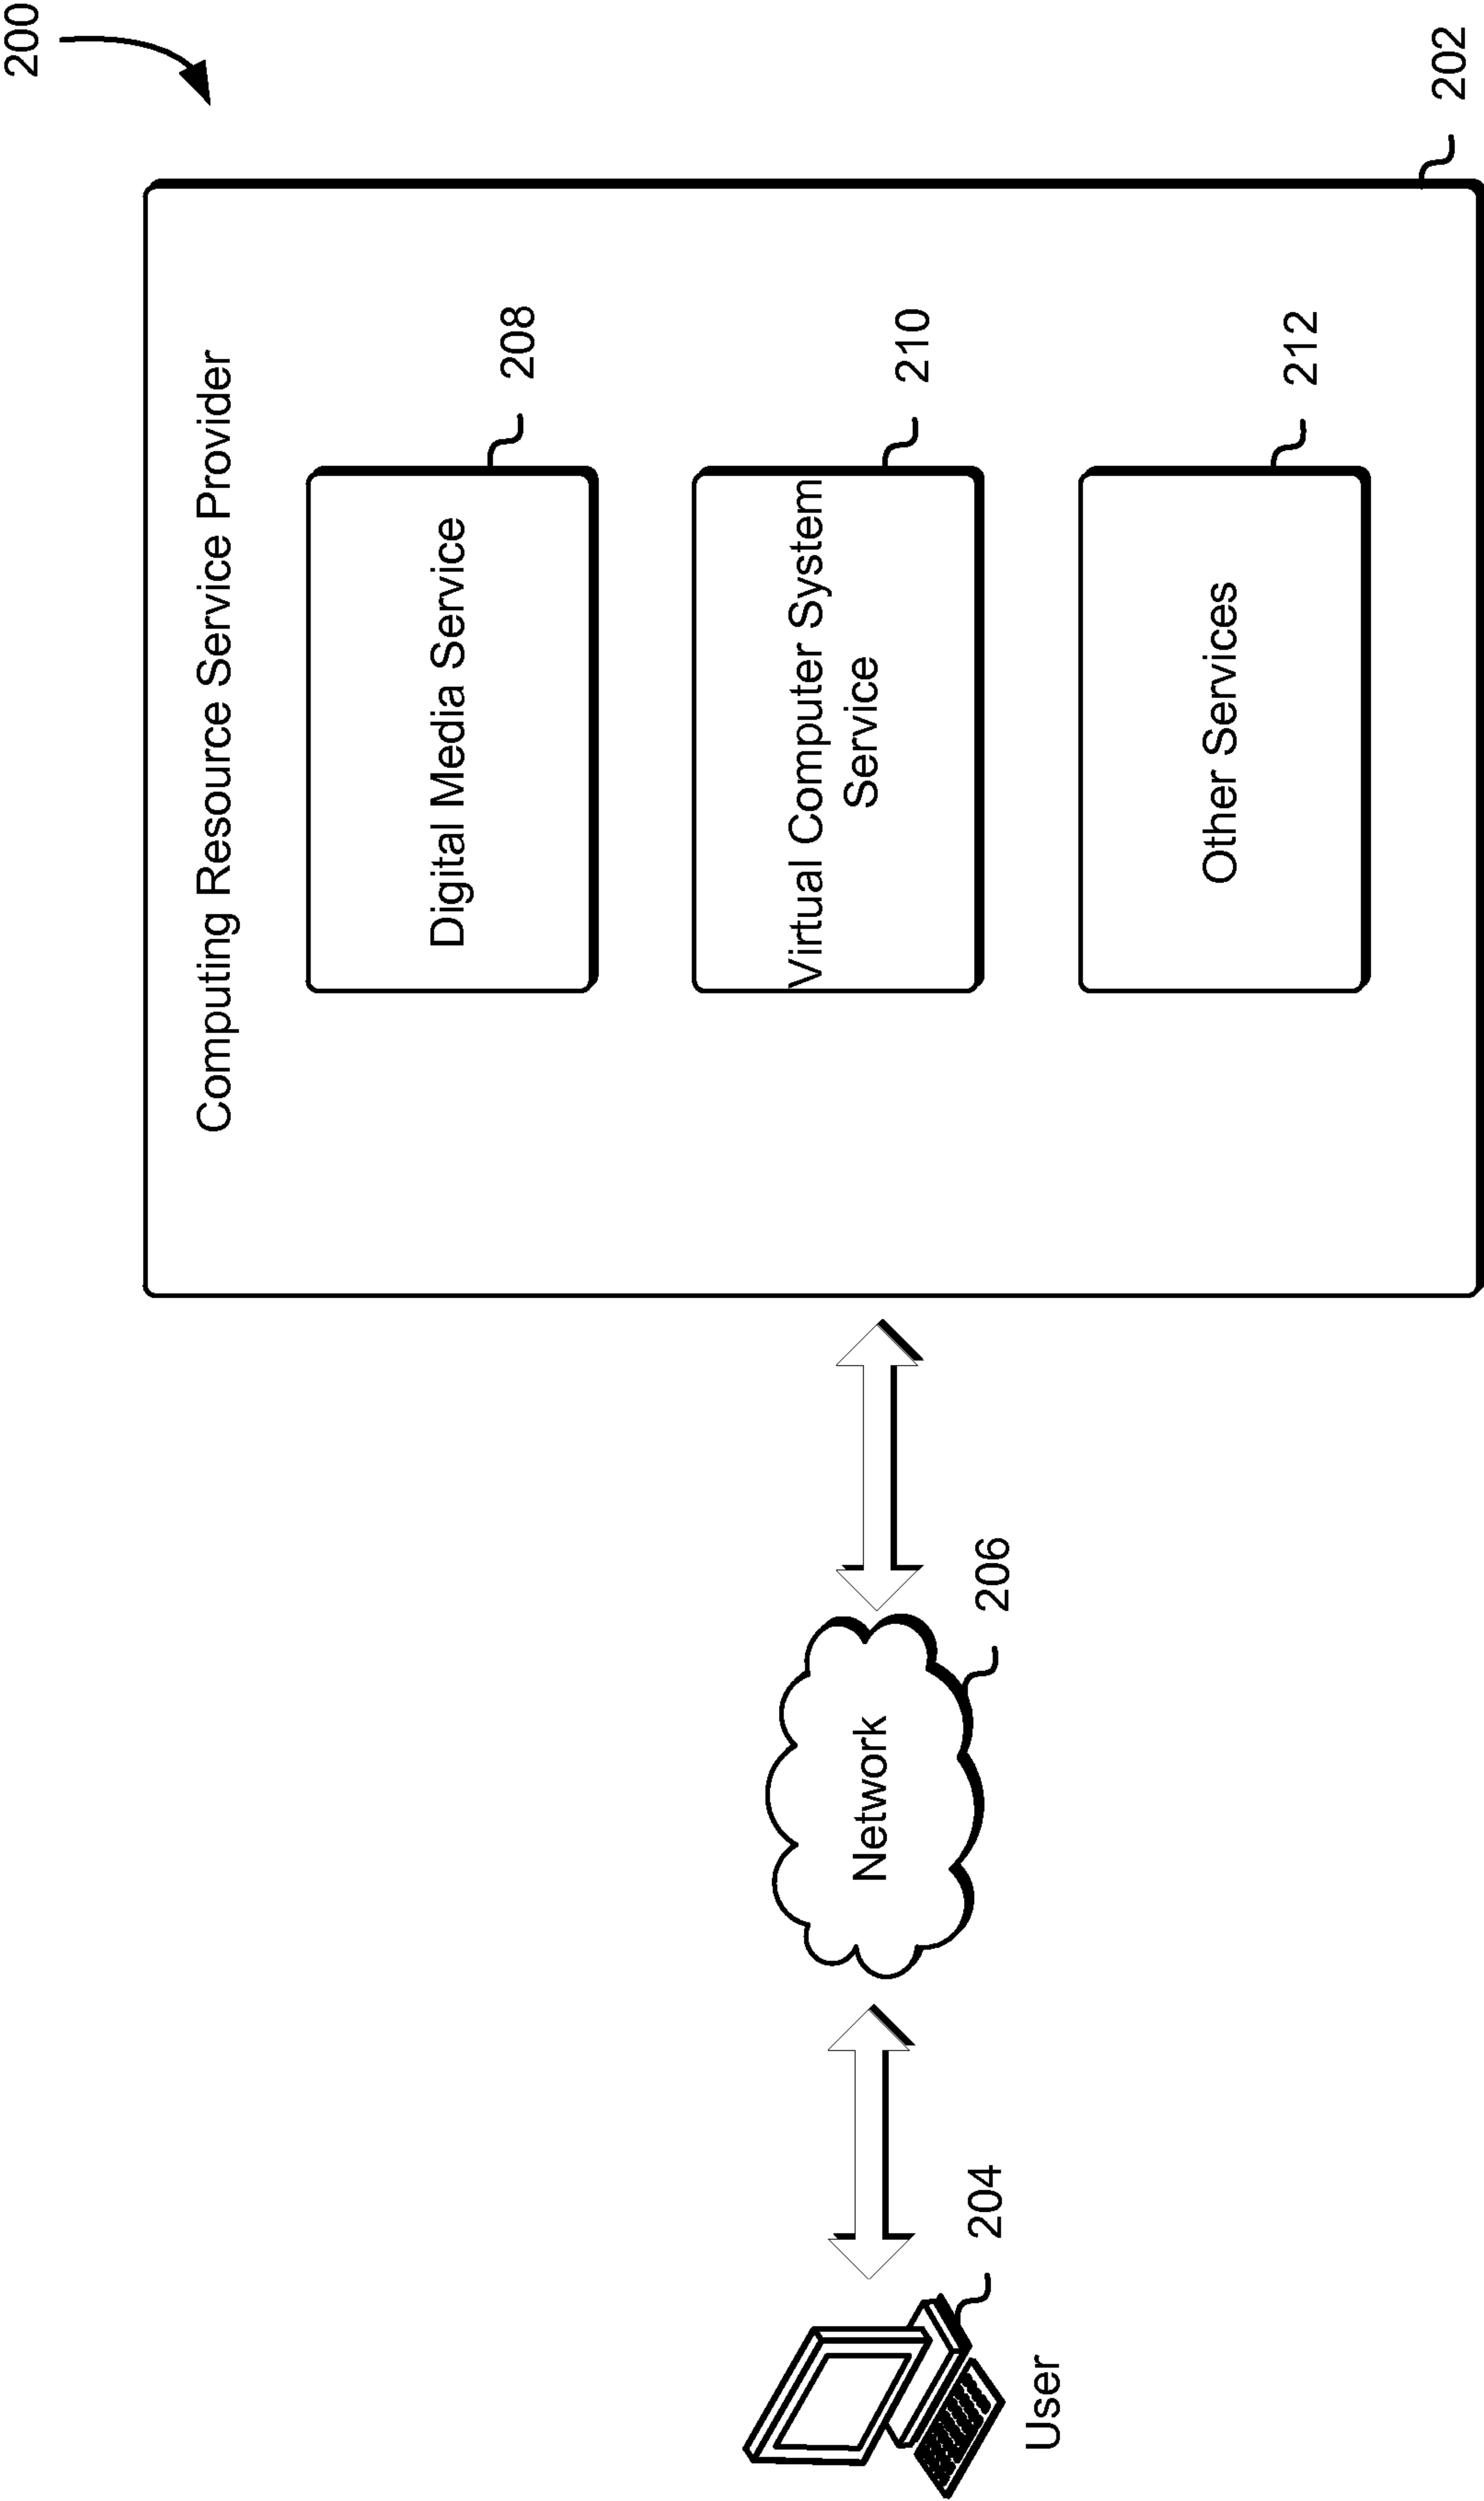 200
Computing Resource Service Provider
Digital Media Service
208
Virtual Computer System
Service
210
Other Services
212
202
Network
206
204
User